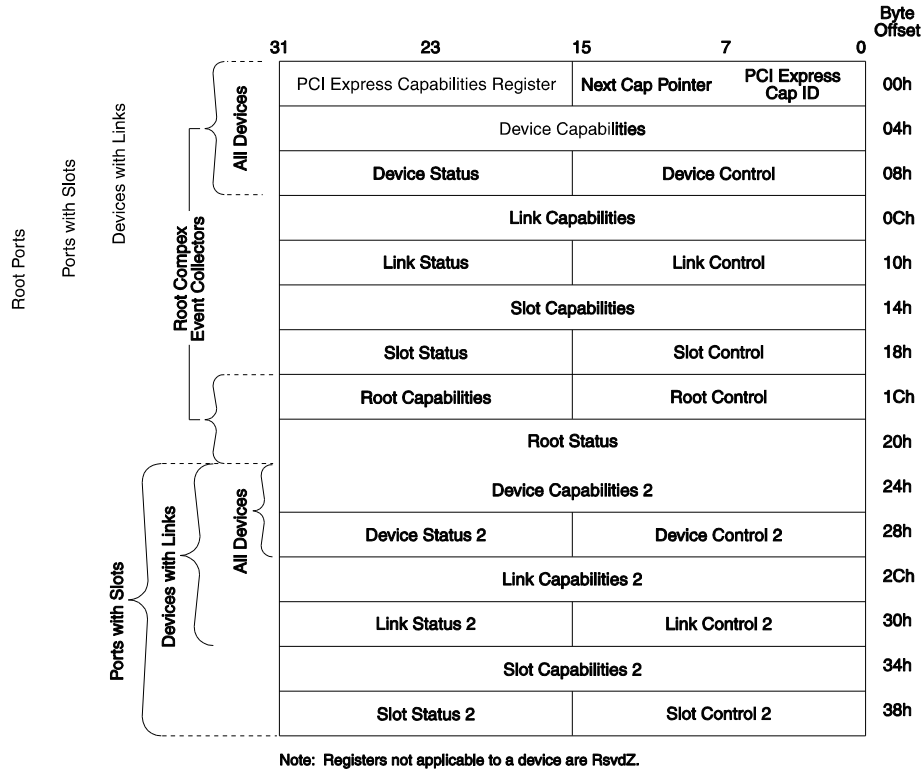 Byte
Offset
31 23 15 7 0
PCI Express Capabilities Register Next Cap Pointer PCI Express
Cap ID 00h
Device Capabilities 04h
Device Status Device Control 08h
Link Capabilities 0Ch
Link Status Link Control 10h
Slot Capabilities 14h
Slot Status Slot Control 18h
Root Capabilities Root Control 1Ch
Root Status 20h
Device Capabilities 2 24h
Device Status 2 Device Control 2 28h
Link Capabilities 2 2Ch
Link Status 2 Link Control 2 30h
Slot Capabilities 2 34h
Slot Status 2 Slot Control 2 38h
Root Ports
Ports with Slots
Devices with Links
Root Compex
Event Collectors
All Devices
Ports with Slots
Devices with Links
All Devices
Note: Registers not applicable to a device are RsvdZ.